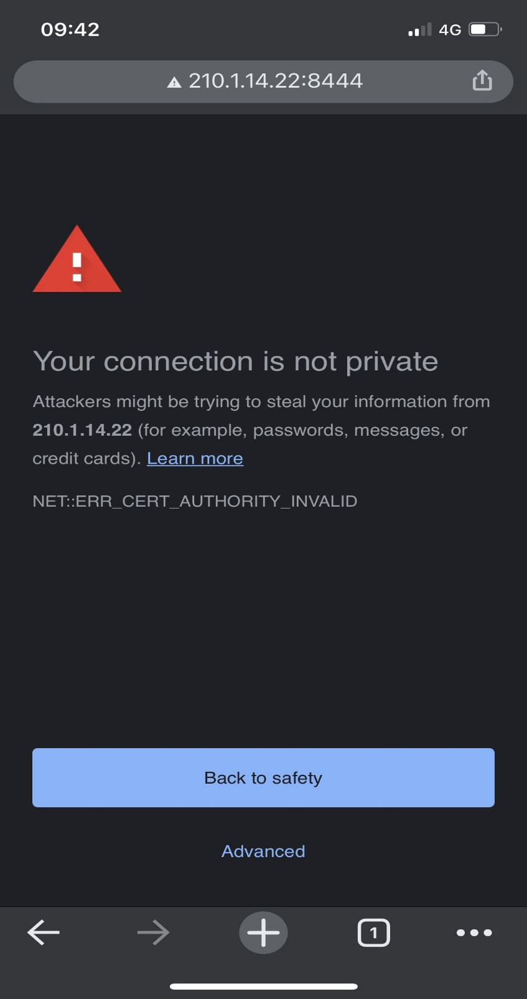 09:42
4G
210.1.14.22:8444
Your connection is not private
Attackers might be trying to steal your information from
210.1.14.22 (for example, passwords, messages, or
credit cards). Learn more
NET::ERR_CERT_AUTHORITY_INVALID
Back to safety
Advanced
1